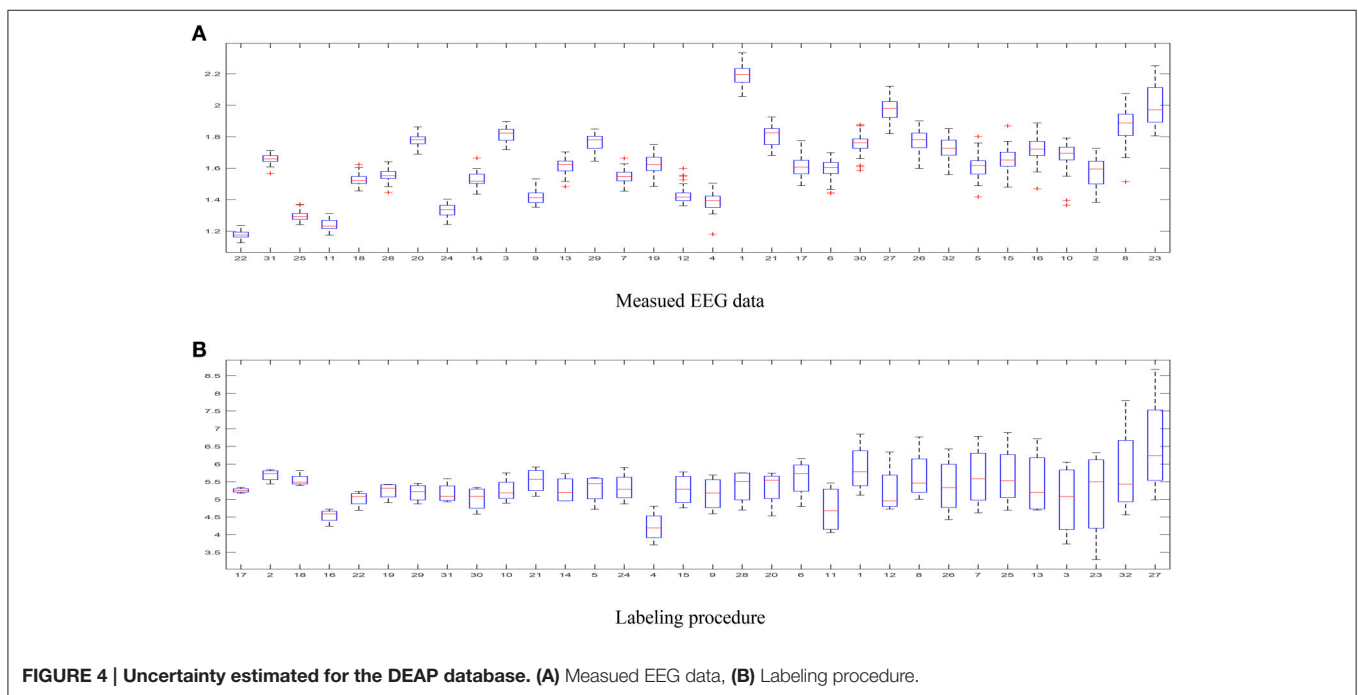 A
2.2
2
1.8
1.6
1.4
1.2
22 31 25 11 18 28 20 24 14 3 9 13 29 7 19 12 4 1 21 17 6 30 27 26 32 5 15 16 10 2 8 23
Measued EEG data
B
8.5
8
7.5
7
6.5
6
5.5
5
4.5
4
3.5
17 2 18 16 22 19 29 31 30 10 21 14 5 24 4 15 9 28 20 6 11 1 12 8 26 7 25 13 3 23 32 27
Labeling procedure
FIGURE 4 | Uncertainty estimated for the DEAP database. (A) Measued EEG data, (B) Labeling procedure.